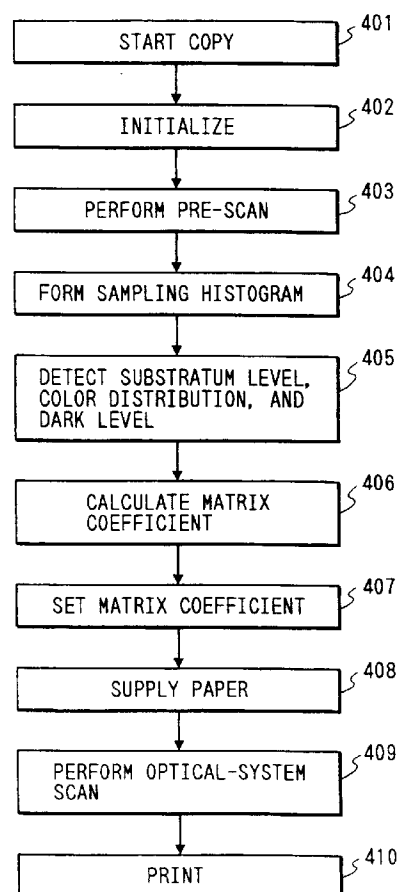 401
START COPY
402
INITIALIZE
403
PERFORM PRE-SCAN
404
FORM SAMPLING HISTOGRAM
405
DETECT SUBSTRATUM LEVEL,
COLOR DISTRIBUTION, AND
DARK LEVEL
406
CALCULATE MATRIX
COEFFICIENT
407
SET MATRIX COEFFICIENT
408
SUPPLY PAPER
409
PERFORM OPTICAL-SYSTEM
SCAN
410
PRINT